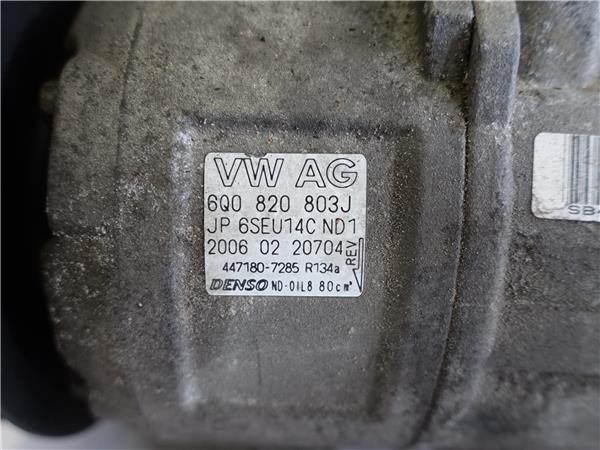 VW AG
6Q0 820 803J
JP 6SEU14C ND1
2006 02 20704
REV
447180-7285 R134a
DENSO ND-OIL8 80cm³